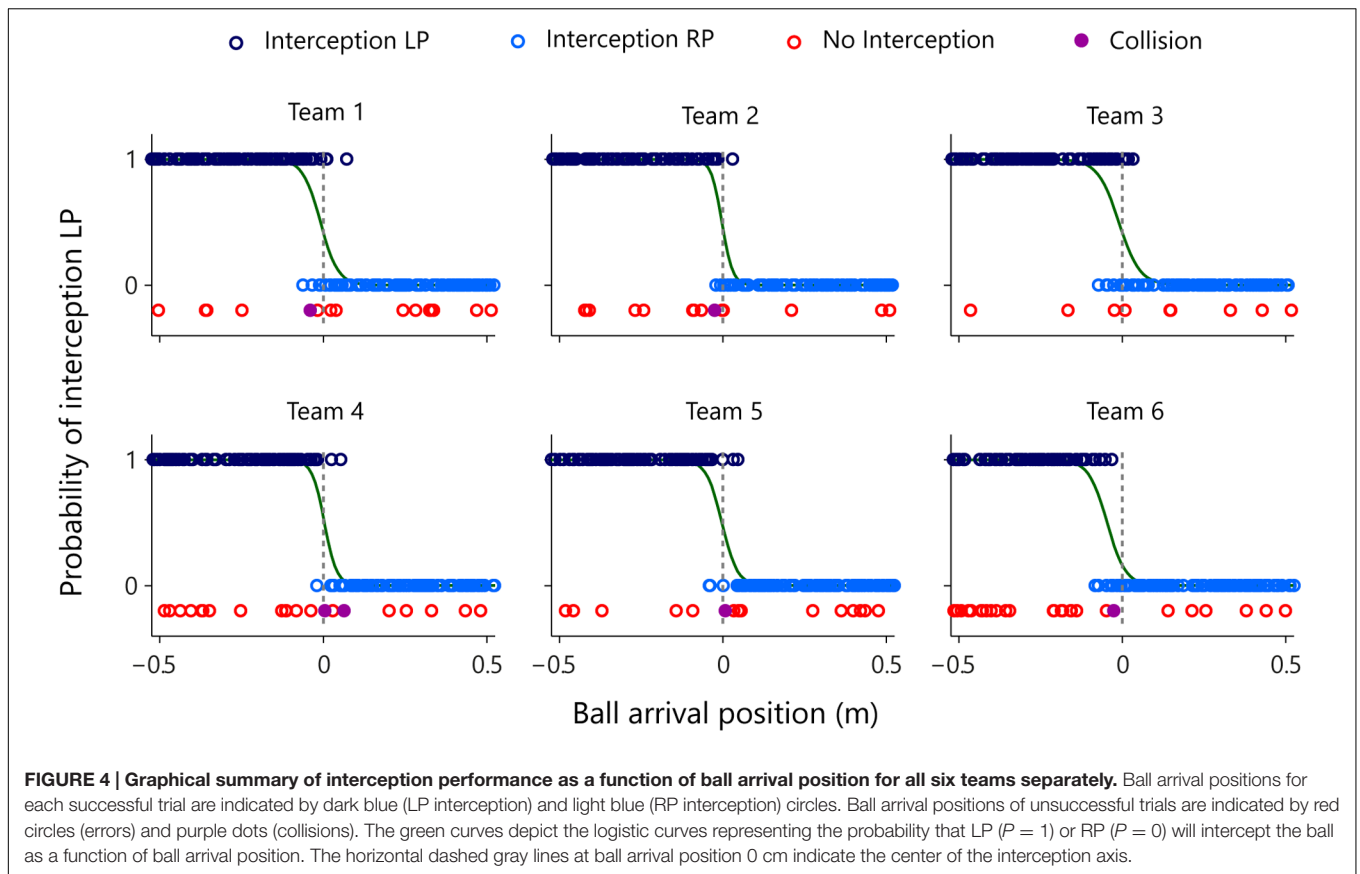 Interception LP Interception RP No Interception Collision
Team 1 Team 2 Team 3
Probability of interception LP
1
0
−0.5 0 0.5 −0.5 0 0.5 −0.5 0 0.5
Team 4 Team 5 Team 6
1
0
Ball arrival position (m)
FIGURE 4 | Graphical summary of interception performance as a function of ball arrival position for all six teams separately. Ball arrival positions for
each successful trial are indicated by dark blue (LP interception) and light blue (RP interception) circles. Ball arrival positions of unsuccessful trials are indicated by red
circles (errors) and purple dots (collisions). The green curves depict the logistic curves representing the probability that LP (P = 1) or RP (P = 0) will intercept the ball
as a function of ball arrival position. The horizontal dashed gray lines at ball arrival position 0 cm indicate the center of the interception axis.